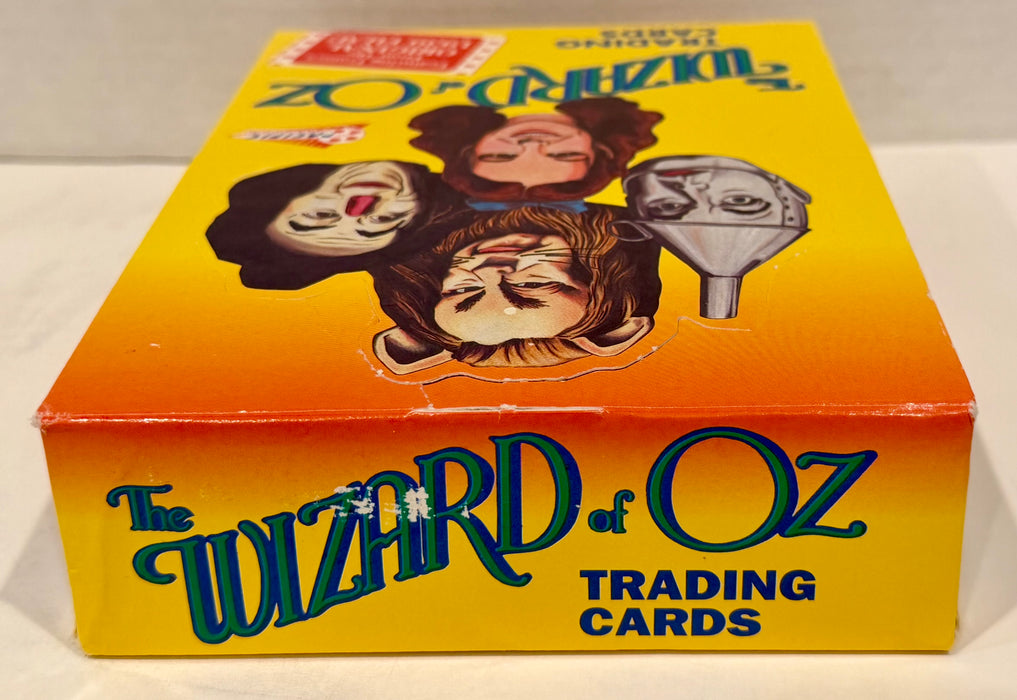 TRADING
CARDS
The WIZARD of OZ
The WIZARD of OZ
TRADING
CARDS